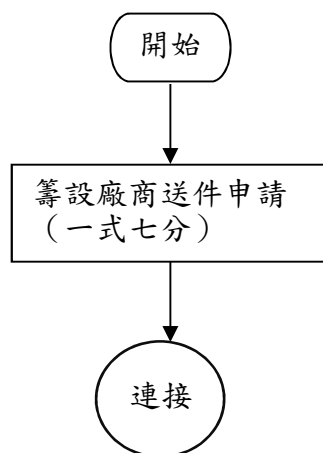 開始
籌設廠商送件申請
（一式七分）
連接